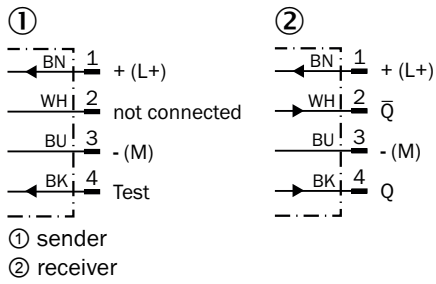 ① ②
BN 1 + (L+)
WH 2 not connected
BU 3 - (M)
BK 4 Test
BN 1 + (L+)
WH 2 Q̅
BU 3 - (M)
BK 4 Q
① sender
② receiver